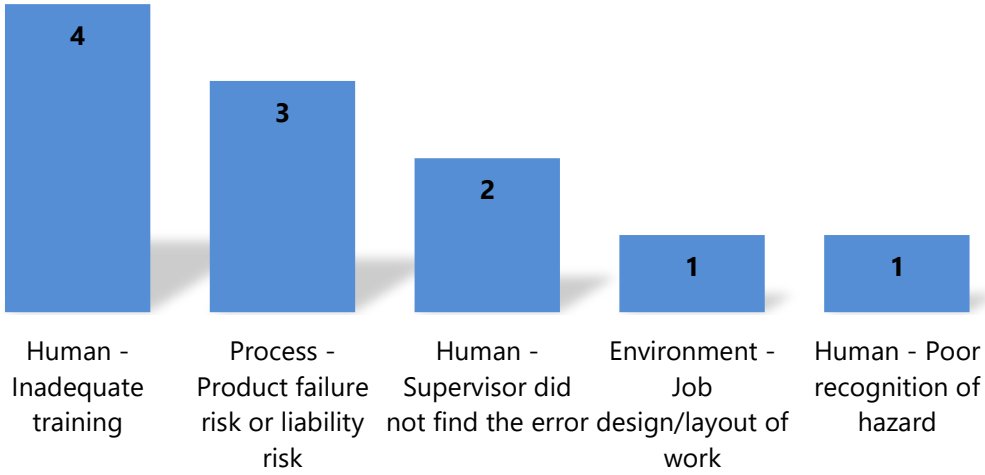 4
3
2
1
1
Human -
Inadequate
training
Process -
Product failure
risk or liability
risk
Human -
Supervisor did
not find the error
Environment -
Job
design/layout of
work
Human - Poor
recognition of
hazard